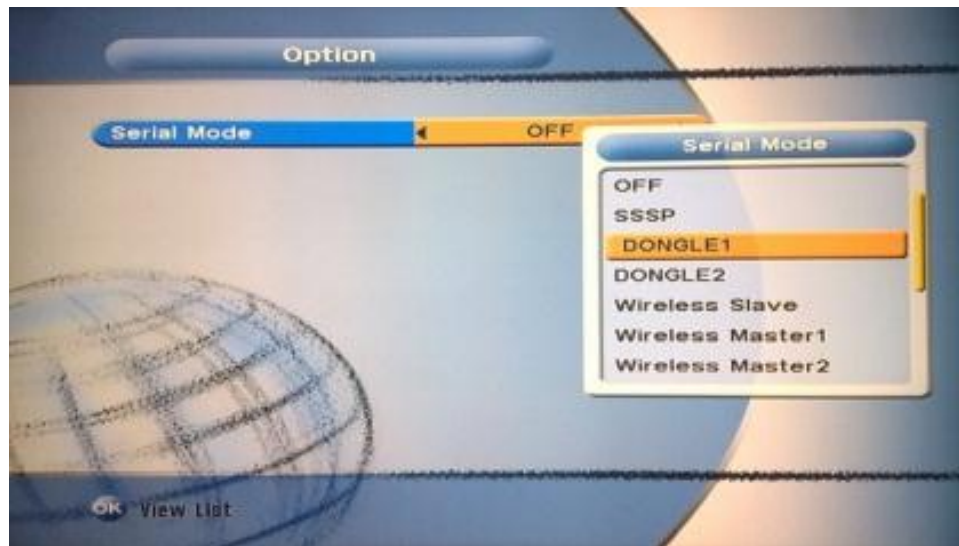 Option
Serial Mode OFF
Serial Mode
OFF
SSSP
DONGLE1
DONGLE2
Wireless Slave
Wireless Master1
Wireless Master2
OK View List